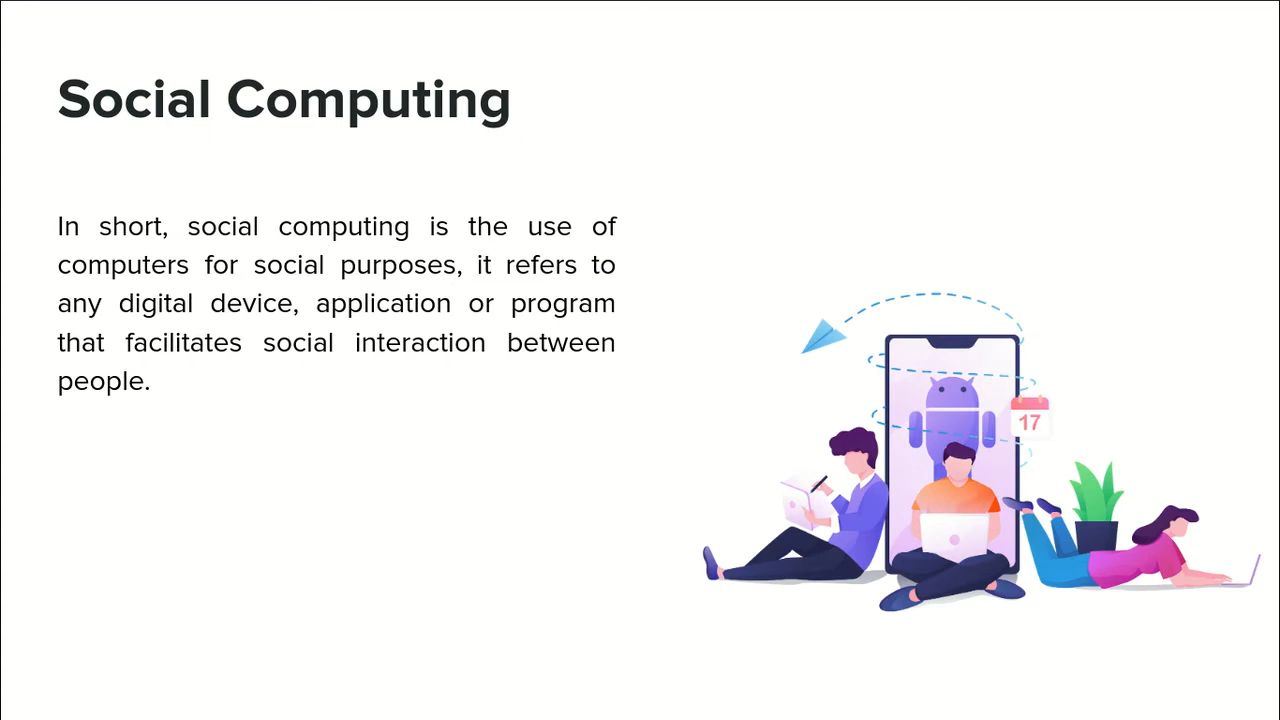 Social Computing
In short, social computing is the use of
computers for social purposes, it refers to
any digital device, application or program
that facilitates social interaction between
people.
17